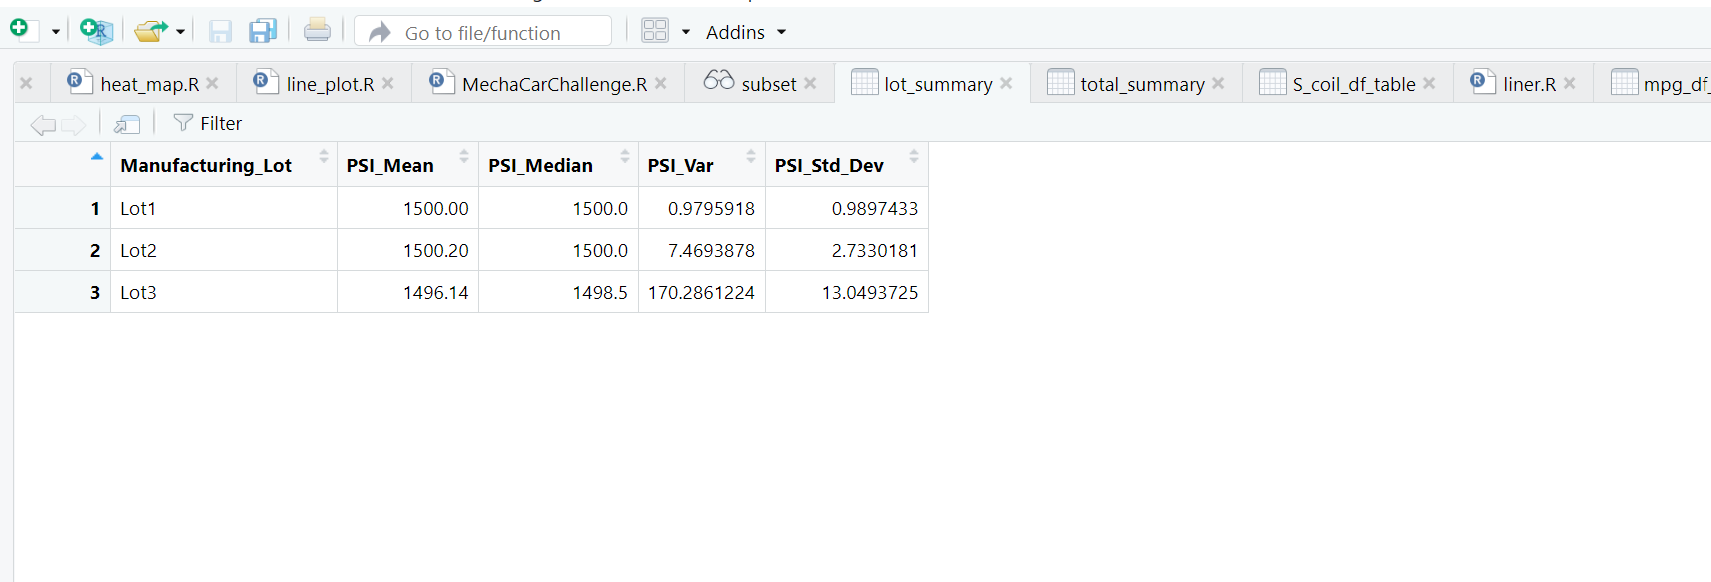 Go to file/function Addins
heat_map.R line_plot.R MechaCarChallenge.R subset lot_summary total_summary S_coil_df_table liner.R mpg_df_
Filter
Manufacturing_Lot PSI_Mean PSI_Median PSI_Var PSI_Std_Dev
1 Lot1 1500.00 1500.0 0.9795918 0.9897433
2 Lot2 1500.20 1500.0 7.4693878 2.7330181
3 Lot3 1496.14 1498.5 170.2861224 13.0493725